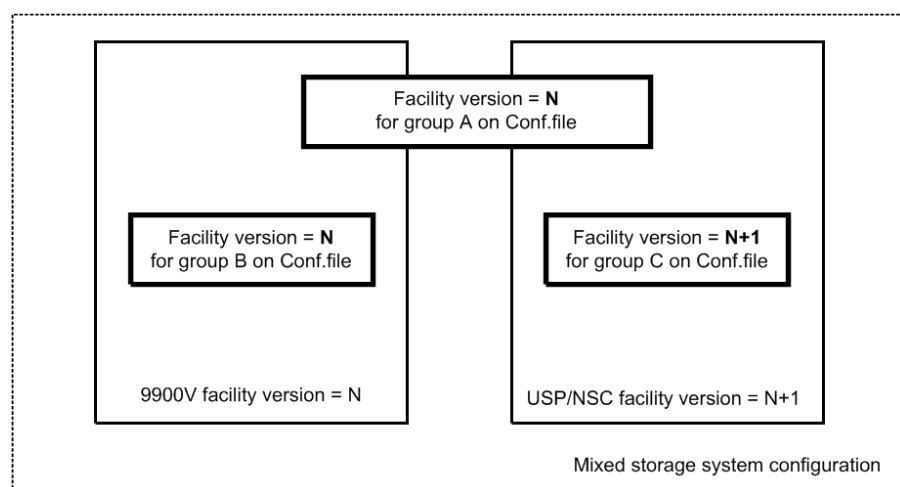 Facility version = N
for group A on Conf.file
Facility version = N
for group B on Conf.file
Facility version = N+1
for group C on Conf.file
9900V facility version = N
USP/NSC facility version = N+1
Mixed storage system configuration